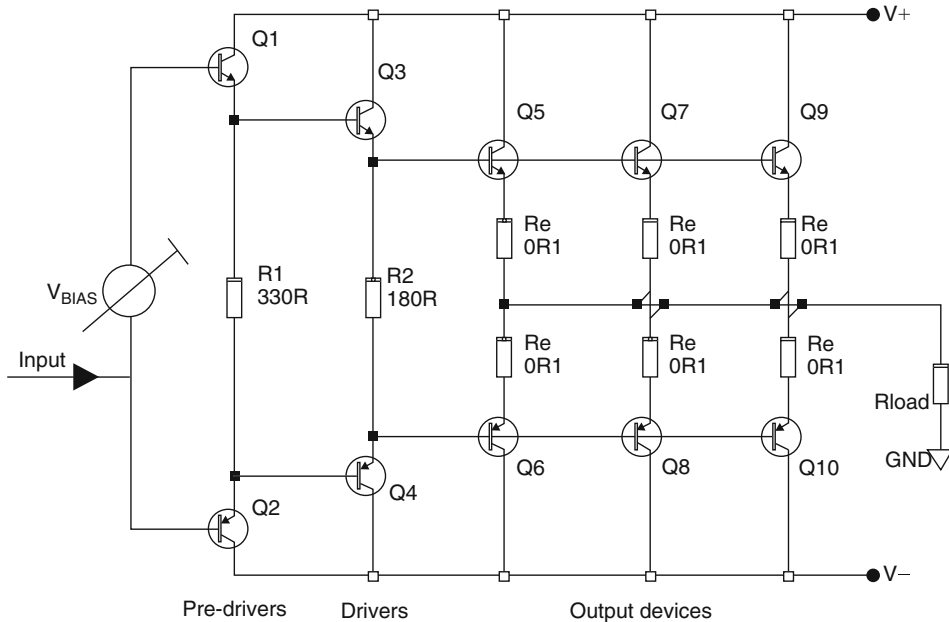 V+
Q1
Q3
Q5
Q7
Q9
Re
0R1
Re
0R1
Re
0R1
R1
330R
R2
180R
VBIAS
Input
Re
0R1
Re
0R1
Re
0R1
Rload
GND
Q2
Q4
Q6
Q8
Q10
V−
Pre-drivers
Drivers
Output devices